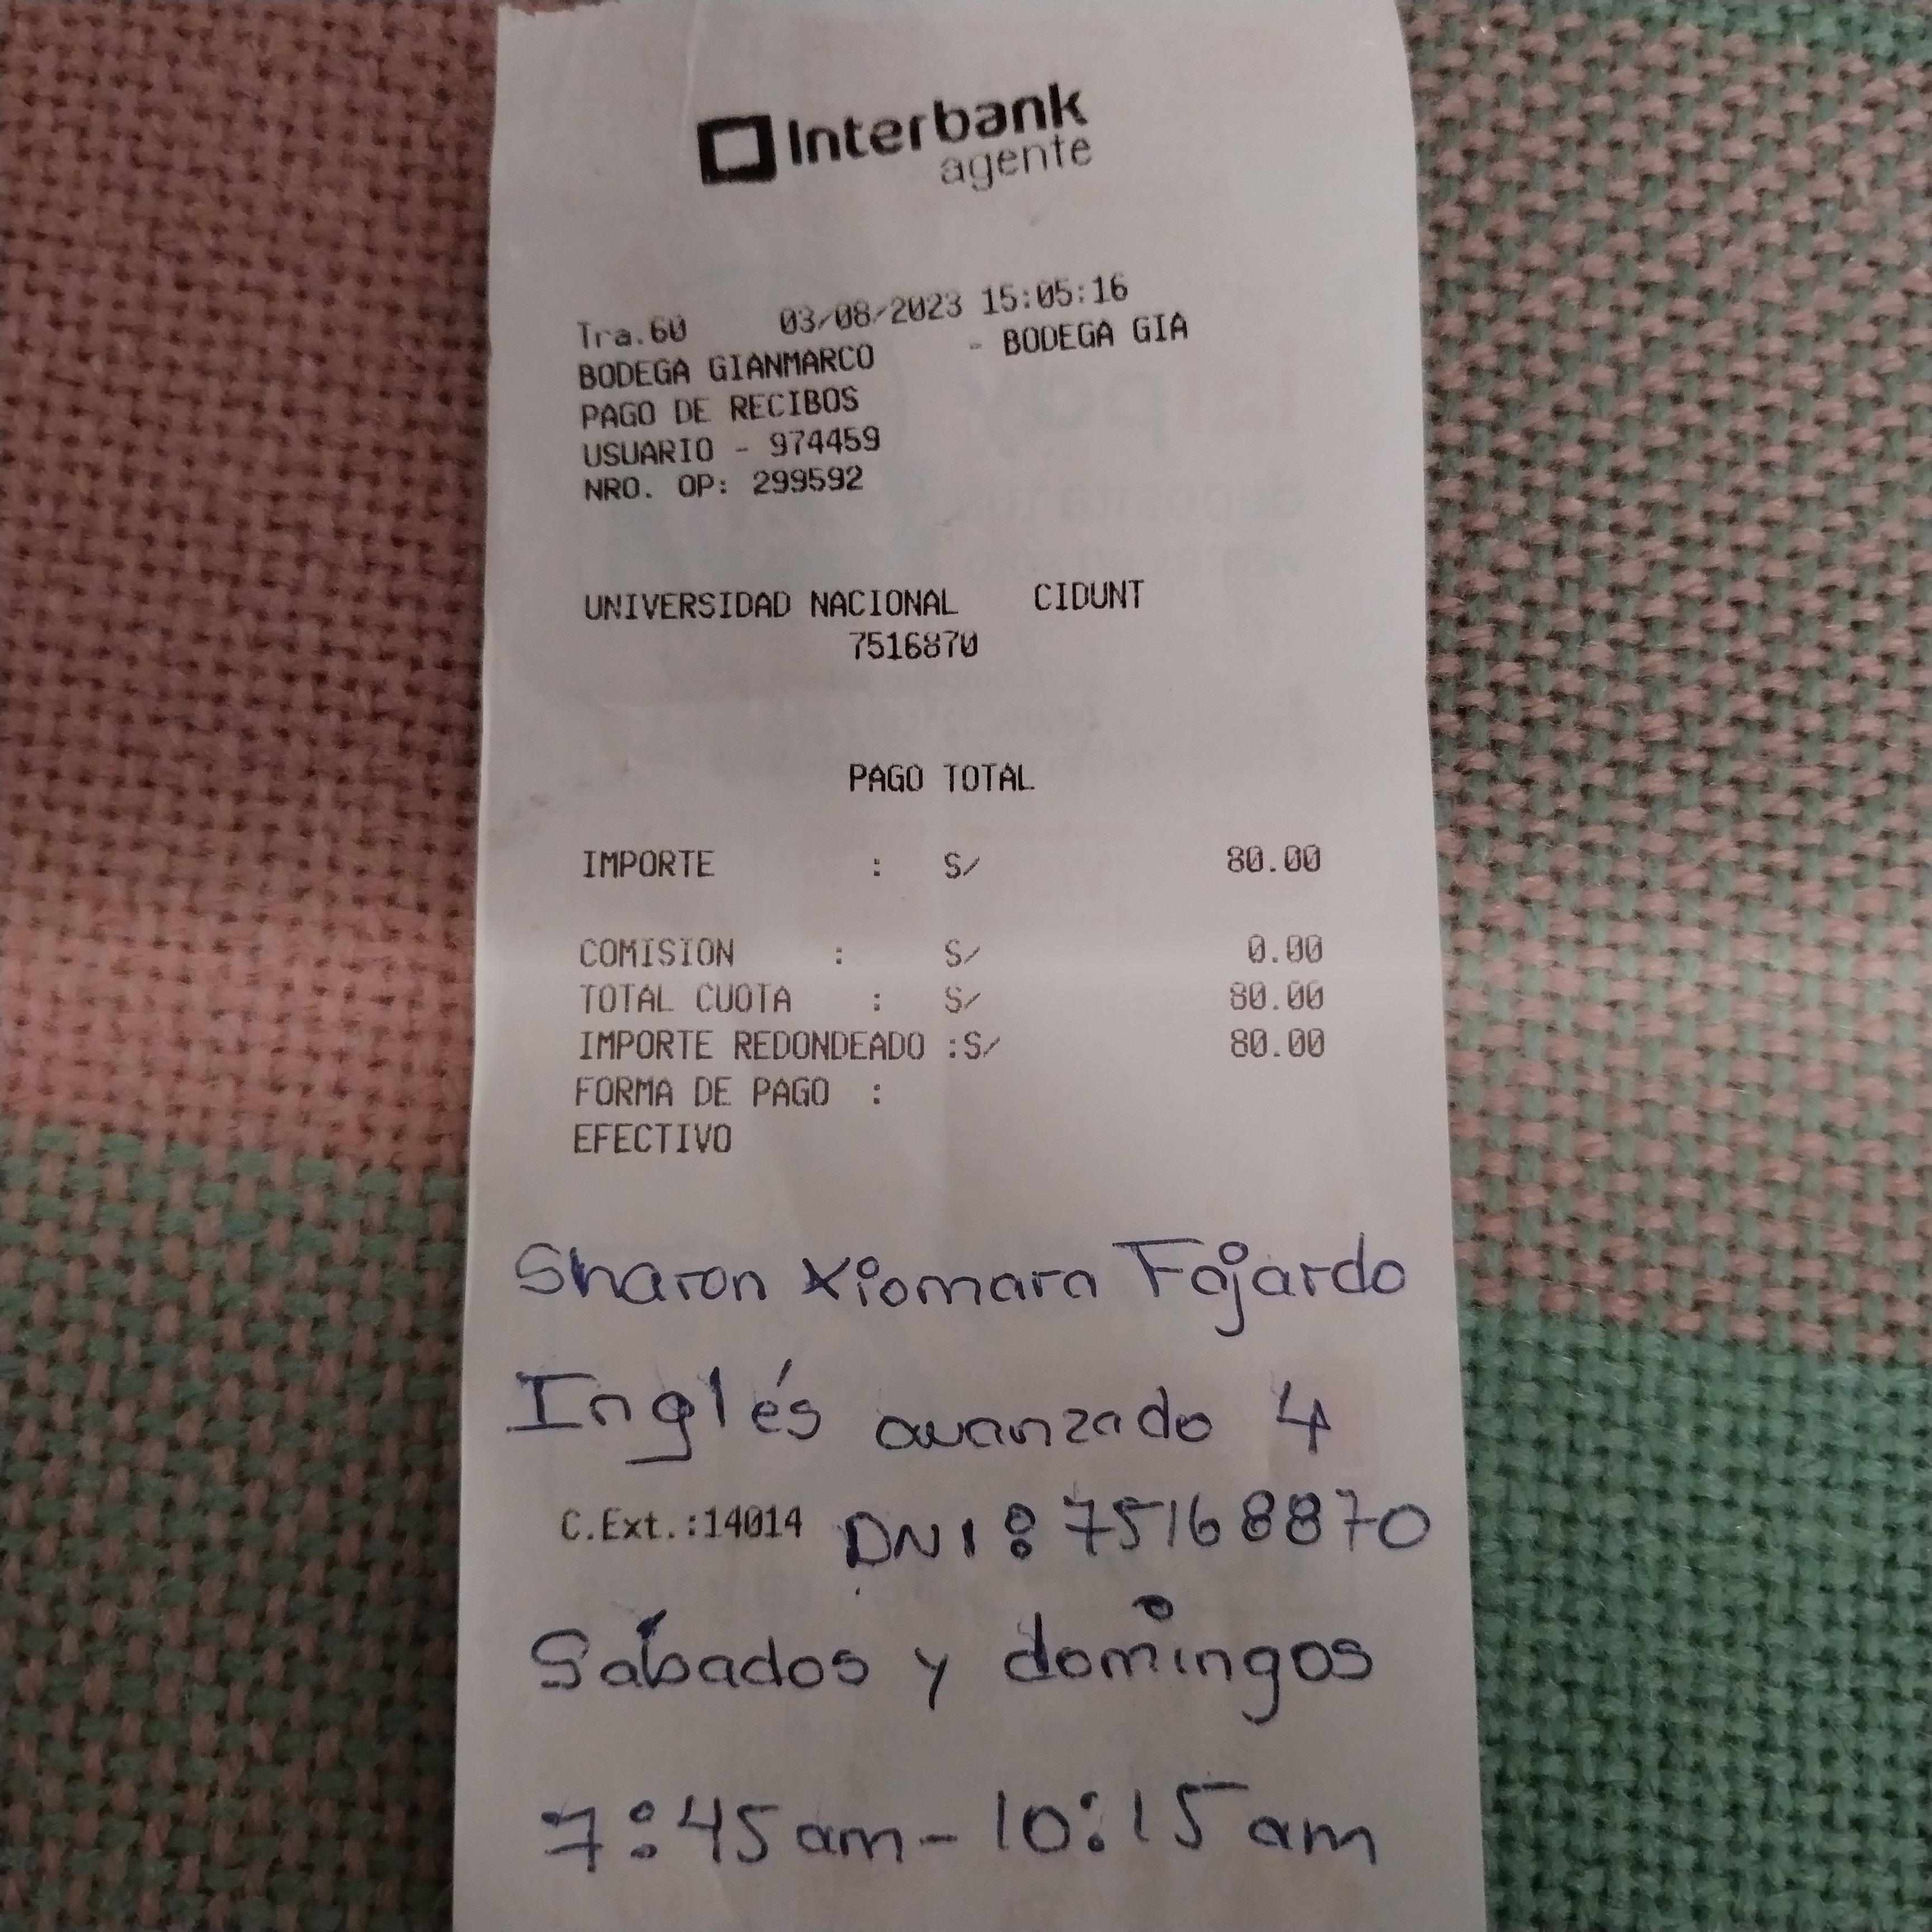 Interbank
agente
Tra.60 03/08/2023 15:05:16
BODEGA GIANMARCO - BODEGA GIA
PAGO DE RECIBOS
USUARIO - 974459
NRO. OP: 299592
UNIVERSIDAD NACIONAL CIDUNT
7516870
PAGO TOTAL
IMPORTE : S/ 80.00
COMISION : S/ 0.00
TOTAL CUOTA : S/ 80.00
IMPORTE REDONDEADO :S/ 80.00
FORMA DE PAGO :
EFECTIVO
Sharon Xiomara Fajardo
Inglés avanzado 4
C.Ext.:14014 DNI: 75168870
Sábados y domingos
7:45am - 10:15am